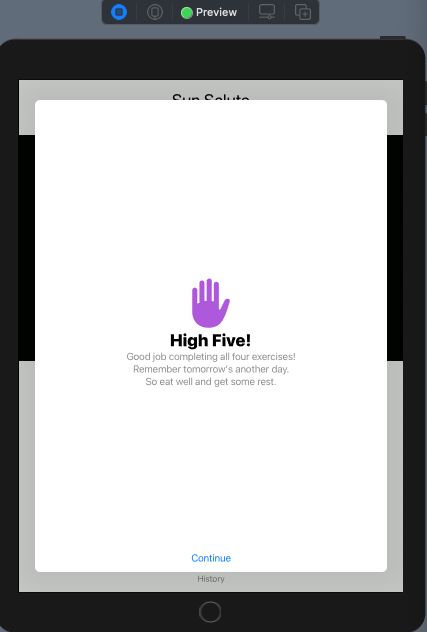 Preview
Sun Salute
High Five!
Good job completing all four exercises!
Remember tomorrow's another day.
So eat well and get some rest.
Continue
History